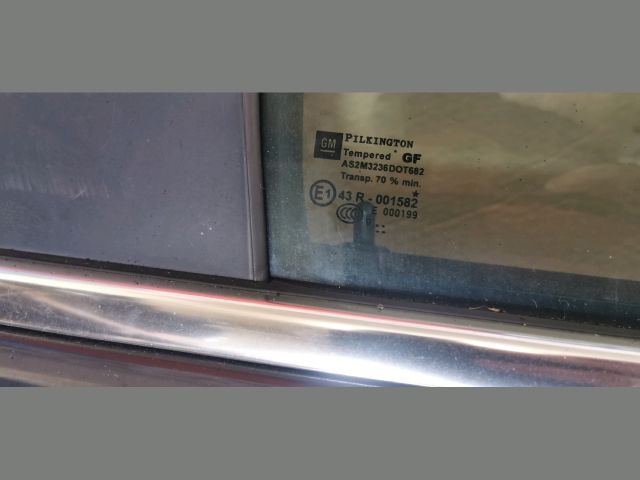 GM PILKINGTON
Tempered GF
AS2M3236DOT682
Transp. 70 % min.
E1 43 R - 001582
E 000199